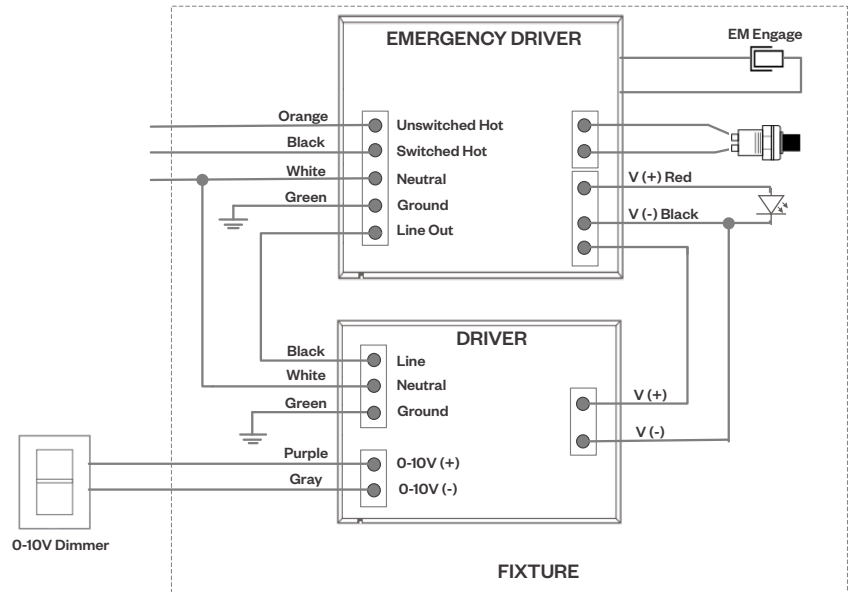 EMERGENCY DRIVER
EM Engage
Orange
Unswitched Hot
Black
Switched Hot
White
Neutral
V (+) Red
Green
Ground
V (-) Black
Line Out
DRIVER
Black
Line
White
Neutral
V (+)
Green
Ground
V (-)
Purple
0-10V (+)
Gray
0-10V (-)
0-10V Dimmer
FIXTURE